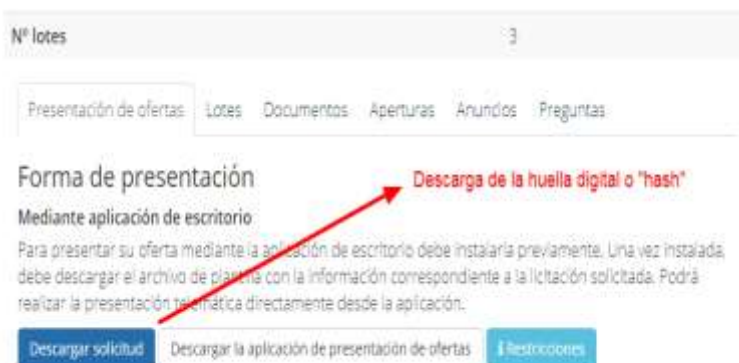 Nº lotes 3
Presentación de ofertas Lotes Documentos Aperturas Anuncios Preguntas
Forma de presentación
Descarga de la huella digital o "hash"
Mediante aplicación de escritorio
Para presentar su oferta mediante la aplicación de escritorio debe instalarla previamente. Una vez instalada,
debe descargar el archivo de plantilla con la información correspondiente a la licitación solicitada. Podrá
realizar la presentación telemática directamente desde la aplicación.
Descargar solicitud Descargar la aplicación de presentación de ofertas i Restricciones